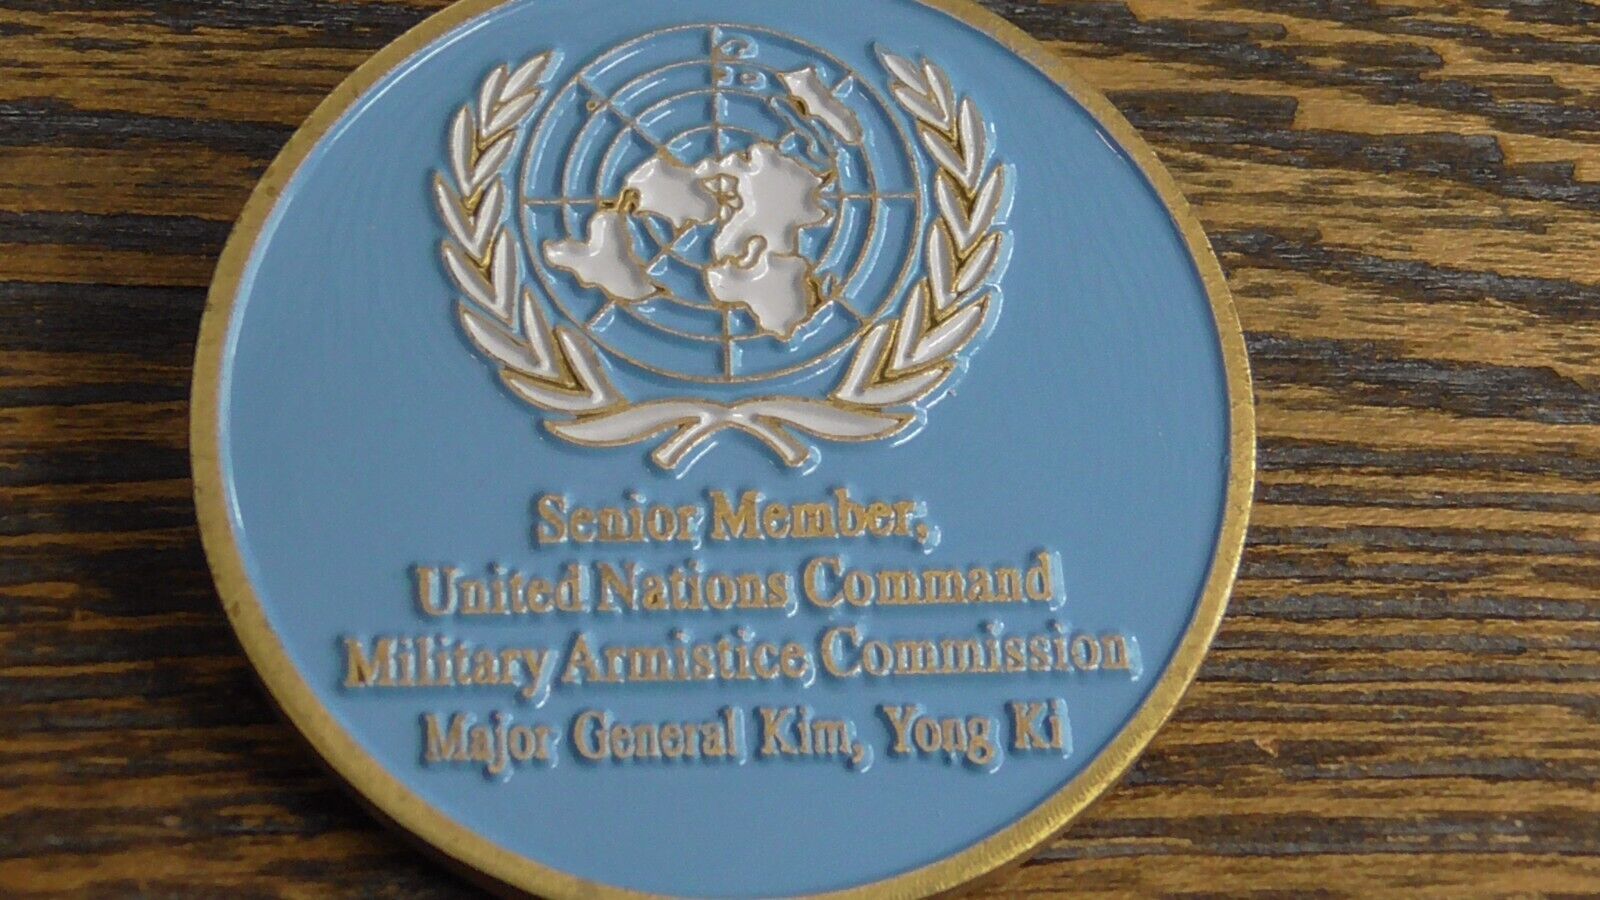 Senior Member,
United Nations Command
Military Armistice Commission
Major General Kim, Yong Ki